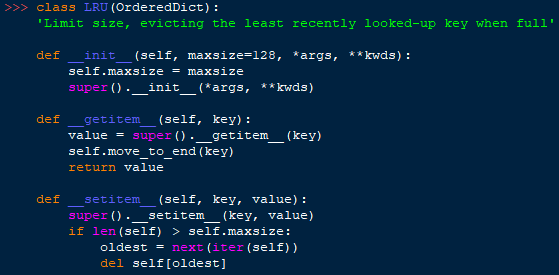 >>> class LRU(OrderedDict):
    'Limit size, evicting the least recently looked-up key when full'
    def __init__(self, maxsize=128, *args, **kwds):
        self.maxsize = maxsize
        super().__init__(*args, **kwds)
    def __getitem__(self, key):
        value = super().__getitem__(key)
        self.move_to_end(key)
        return value
    def __setitem__(self, key, value):
        super().__setitem__(key, value)
        if len(self) > self.maxsize:
            oldest = next(iter(self))
            del self[oldest]